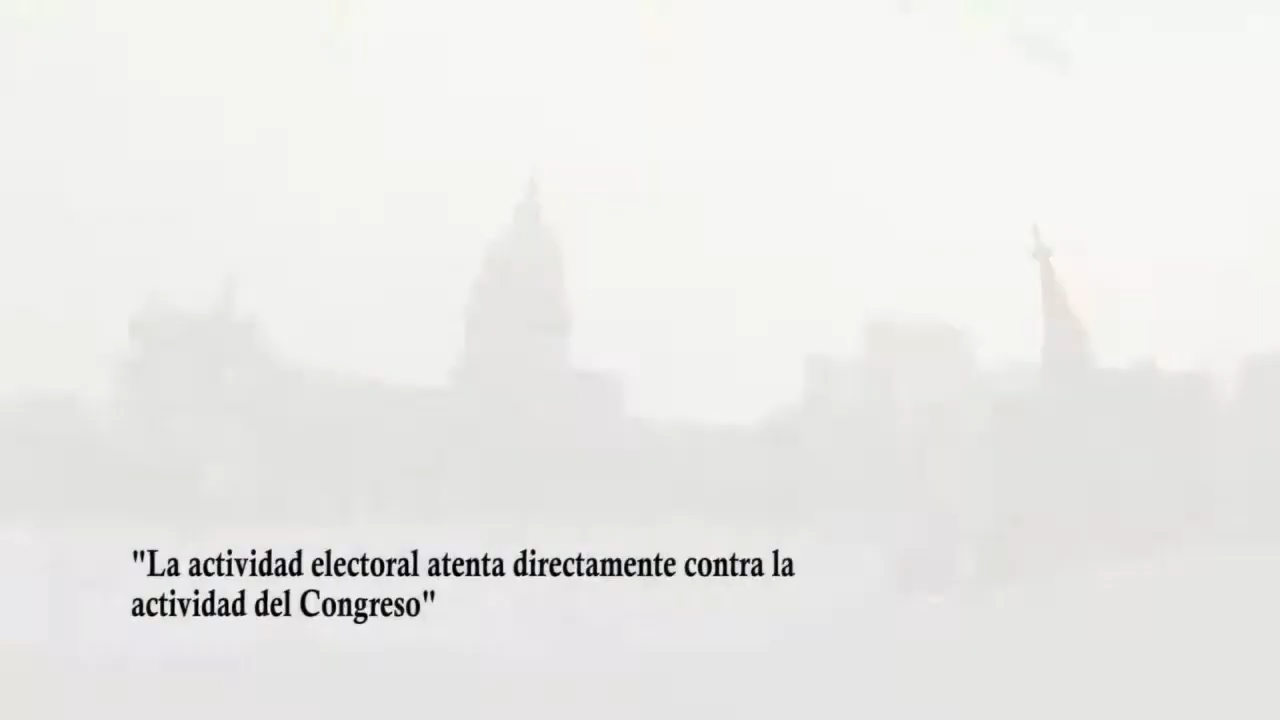 "La actividad electoral atenta directamente contra la
actividad del Congreso"